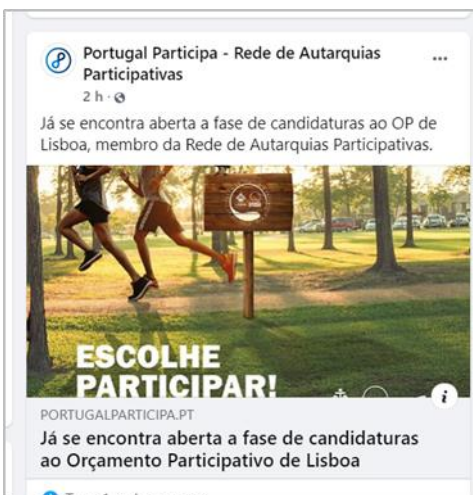 Portugal Participa - Rede de Autarquias
Participativas
2 h ·
Já se encontra aberta a fase de candidaturas ao OP de
Lisboa, membro da Rede de Autarquias Participativas.
ESCOLHE
PARTICIPAR!
PORTUGALPARTICIPA.PT
Já se encontra aberta a fase de candidaturas
ao Orçamento Participativo de Lisboa